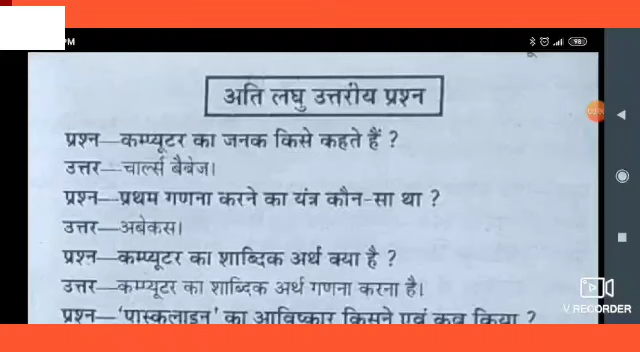 PM
98
अति लघु उत्तरीय प्रश्न
प्रश्न—कम्प्यूटर का जनक किसे कहते हैं ?
उत्तर—चार्ल्स बैबेज।
प्रश्न—प्रथम गणना करने का यंत्र कौन-सा था ?
उत्तर—अबेकस।
प्रश्न—कम्प्यूटर का शाब्दिक अर्थ क्या है ?
उत्तर—कम्प्यूटर का शाब्दिक अर्थ गणना करना है।
प्रश्न—'पास्कलाइन' का आविष्कार किसने एवं कब किया ?
V RECORDER